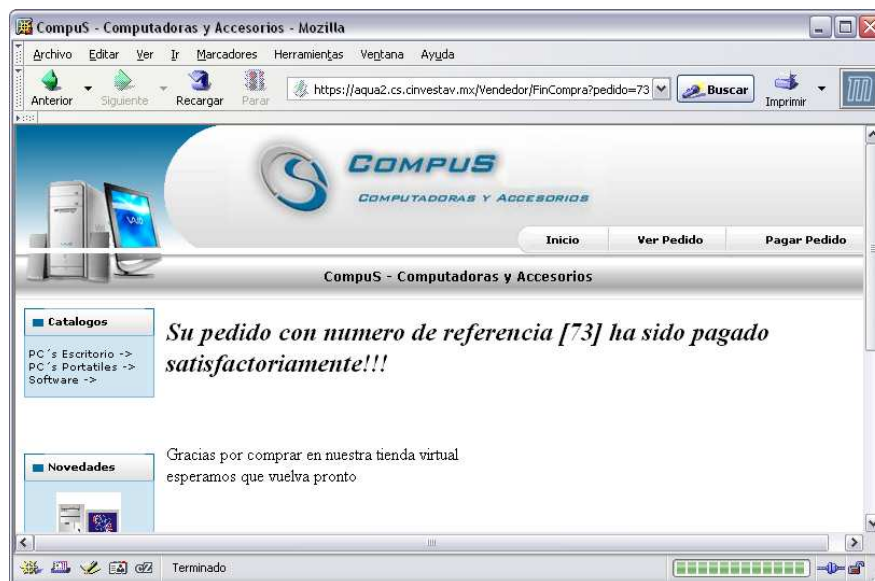 CompuS - Computadoras y Accesorios - Mozilla
Archivo Editar Ver Ir Marcadores Herramientas Ventana Ayuda
Anterior Siguiente Recargar Parar https://aqua2.cs.cinvestav.mx/Vendedor/FinCompra?pedido=73 Buscar Imprimir
CompuS
Computadoras y Accesorios
Inicio Ver Pedido Pagar Pedido
CompuS - Computadoras y Accesorios
Catalogos
PC´s Escritorio ->
PC´s Portatiles ->
Software ->
Su pedido con numero de referencia [73] ha sido pagado
satisfactoriamente!!!
Gracias por comprar en nuestra tienda virtual
esperamos que vuelva pronto
Novedades
Terminado